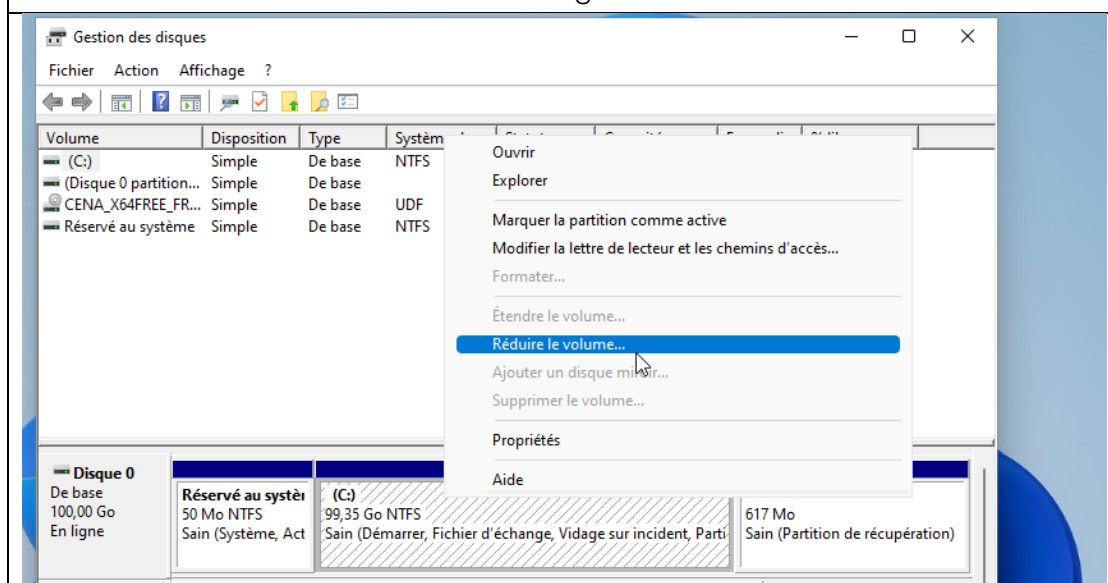 Gestion des disques
Fichier Action Affichage ?
Volume Disposition Type
(C:) Simple De base NTFS
(Disque 0 partition... Simple De base
CENA_X64FREE_FR... Simple De base UDF
Réservé au système Simple De base NTFS
Ouvrir
Explorer
Marquer la partition comme active
Modifier la lettre de lecteur et les chemins d'accès...
Formater...
Étendre le volume...
Réduire le volume...
Ajouter un disque miroir...
Supprimer le volume...
Propriétés
Aide
Disque 0
De base
100,00 Go
En ligne
Réservé au systèr
50 Mo NTFS
Sain (Système, Act
(C:)
99,35 Go NTFS
Sain (Démarrer, Fichier d'échange, Vidage sur incident, Parti
617 Mo
Sain (Partition de récupération)